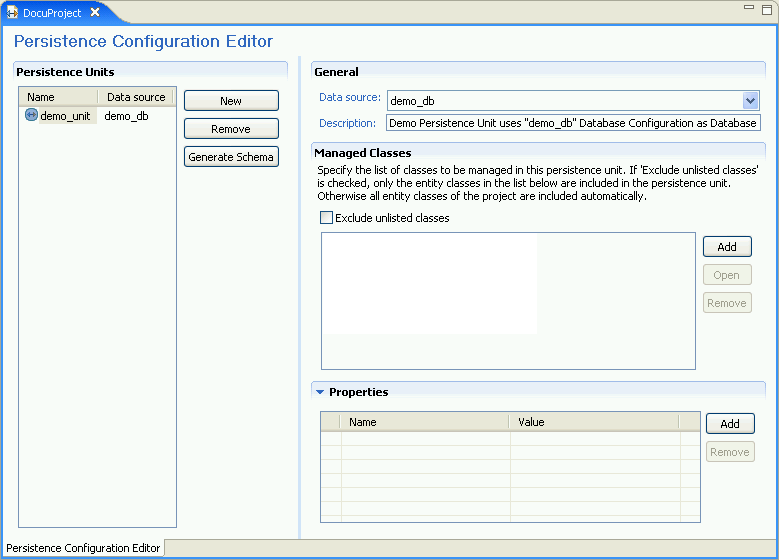 DocuProject
Persistence Configuration Editor
Persistence Units
Name Data source
demo_unit demo_db
New
Remove
Generate Schema
General
Data source: demo_db
Description: Demo Persistence Unit uses "demo_db" Database Configuration as Database
Managed Classes
Specify the list of classes to be managed in this persistence unit. If 'Exclude unlisted classes'
is checked, only the entity classes in the list below are included in the persistence unit.
Otherwise all entity classes of the project are included automatically.
Exclude unlisted classes
Add
Open
Remove
Properties
Name Value
Add
Remove
Persistence Configuration Editor